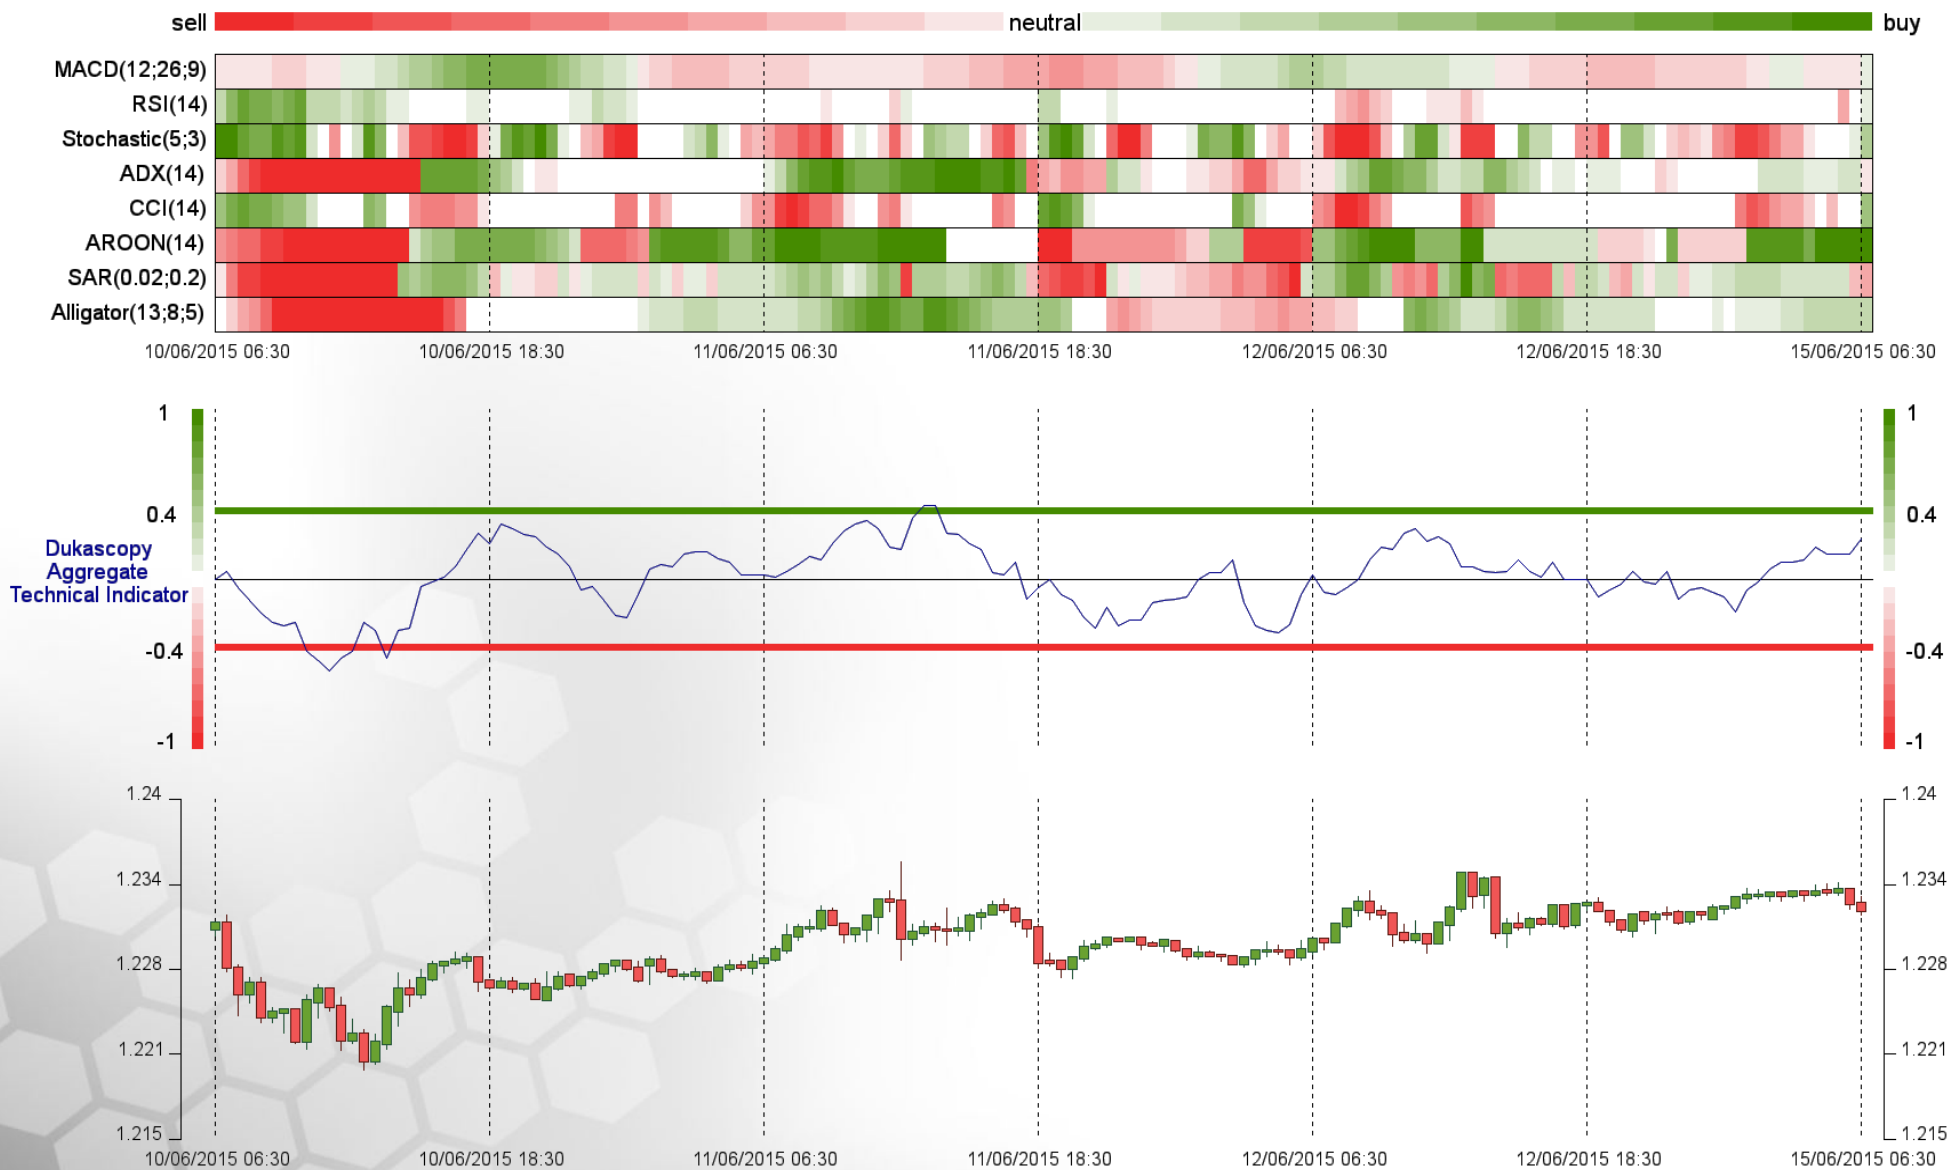 sell neutral buy
MACD(12;26;9)
RSI(14)
Stochastic(5;3)
ADX(14)
CCI(14)
AROON(14)
SAR(0.02;0.2)
Alligator(13;8;5)
10/06/2015 06:30 10/06/2015 18:30 11/06/2015 06:30 11/06/2015 18:30 12/06/2015 06:30 12/06/2015 18:30 15/06/2015 06:30
1 1
0.4 0.4
Dukascopy
Aggregate
Technical Indicator
-0.4 -0.4
-1 -1
1.24 1.24
1.234 1.234
1.228 1.228
1.221 1.221
1.215 1.215
10/06/2015 06:30 10/06/2015 18:30 11/06/2015 06:30 11/06/2015 18:30 12/06/2015 06:30 12/06/2015 18:30 15/06/2015 06:30